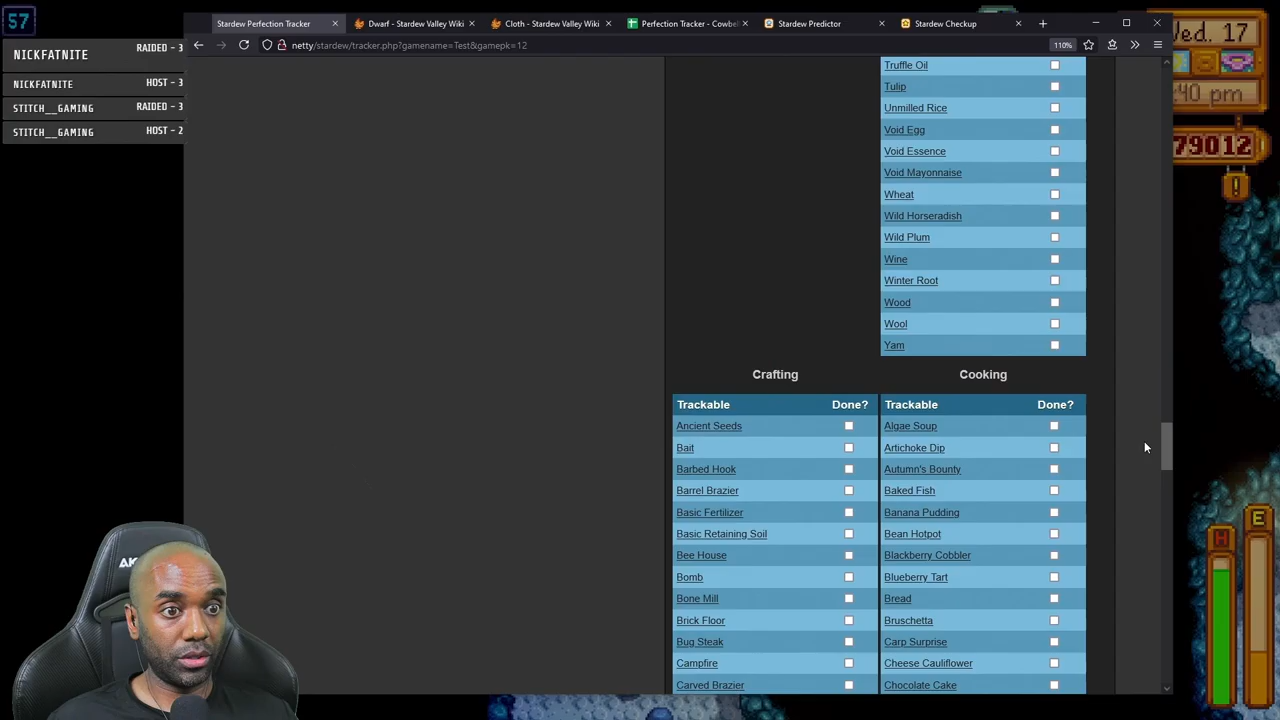 57
NICKFATNITE RAIDED - 3
NICKFATNITE HOST - 3
STITCH__GAMING RAIDED - 3
STITCH__GAMING HOST - 2
Stardew Perfection Tracker
Dwarf - Stardew Valley Wiki
Cloth - Stardew Valley Wiki
Perfection Tracker - Cowbell
Stardew Predictor
Stardew Checkup
netty/stardew/tracker.php?gamename=Test&gamepk=12
110%
Wed. 17
:40 pm
79012
Truffle Oil
Tulip
Unmilled Rice
Void Egg
Void Essence
Void Mayonnaise
Wheat
Wild Horseradish
Wild Plum
Wine
Winter Root
Wood
Wool
Yam
Crafting Cooking
Trackable Done? Trackable Done?
Ancient Seeds Algae Soup
Bait Artichoke Dip
Barbed Hook Autumn's Bounty
Barrel Brazier Baked Fish
Basic Fertilizer Banana Pudding
Basic Retaining Soil Bean Hotpot
Bee House Blackberry Cobbler
Bomb Blueberry Tart
Bone Mill Bread
Brick Floor Bruschetta
Bug Steak Carp Surprise
Campfire Cheese Cauliflower
Carved Brazier Chocolate Cake
H E
AK